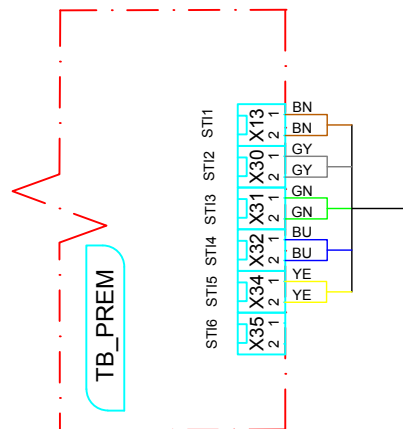 STI1 X13 1 BN
2 BN
STI2 X30 1 GY
2 GY
STI3 X31 1 GN
2 GN
STI4 X32 1 BU
2 BU
STI5 X34 1 YE
2 YE
STI6 X35 1
2
TB_PREM